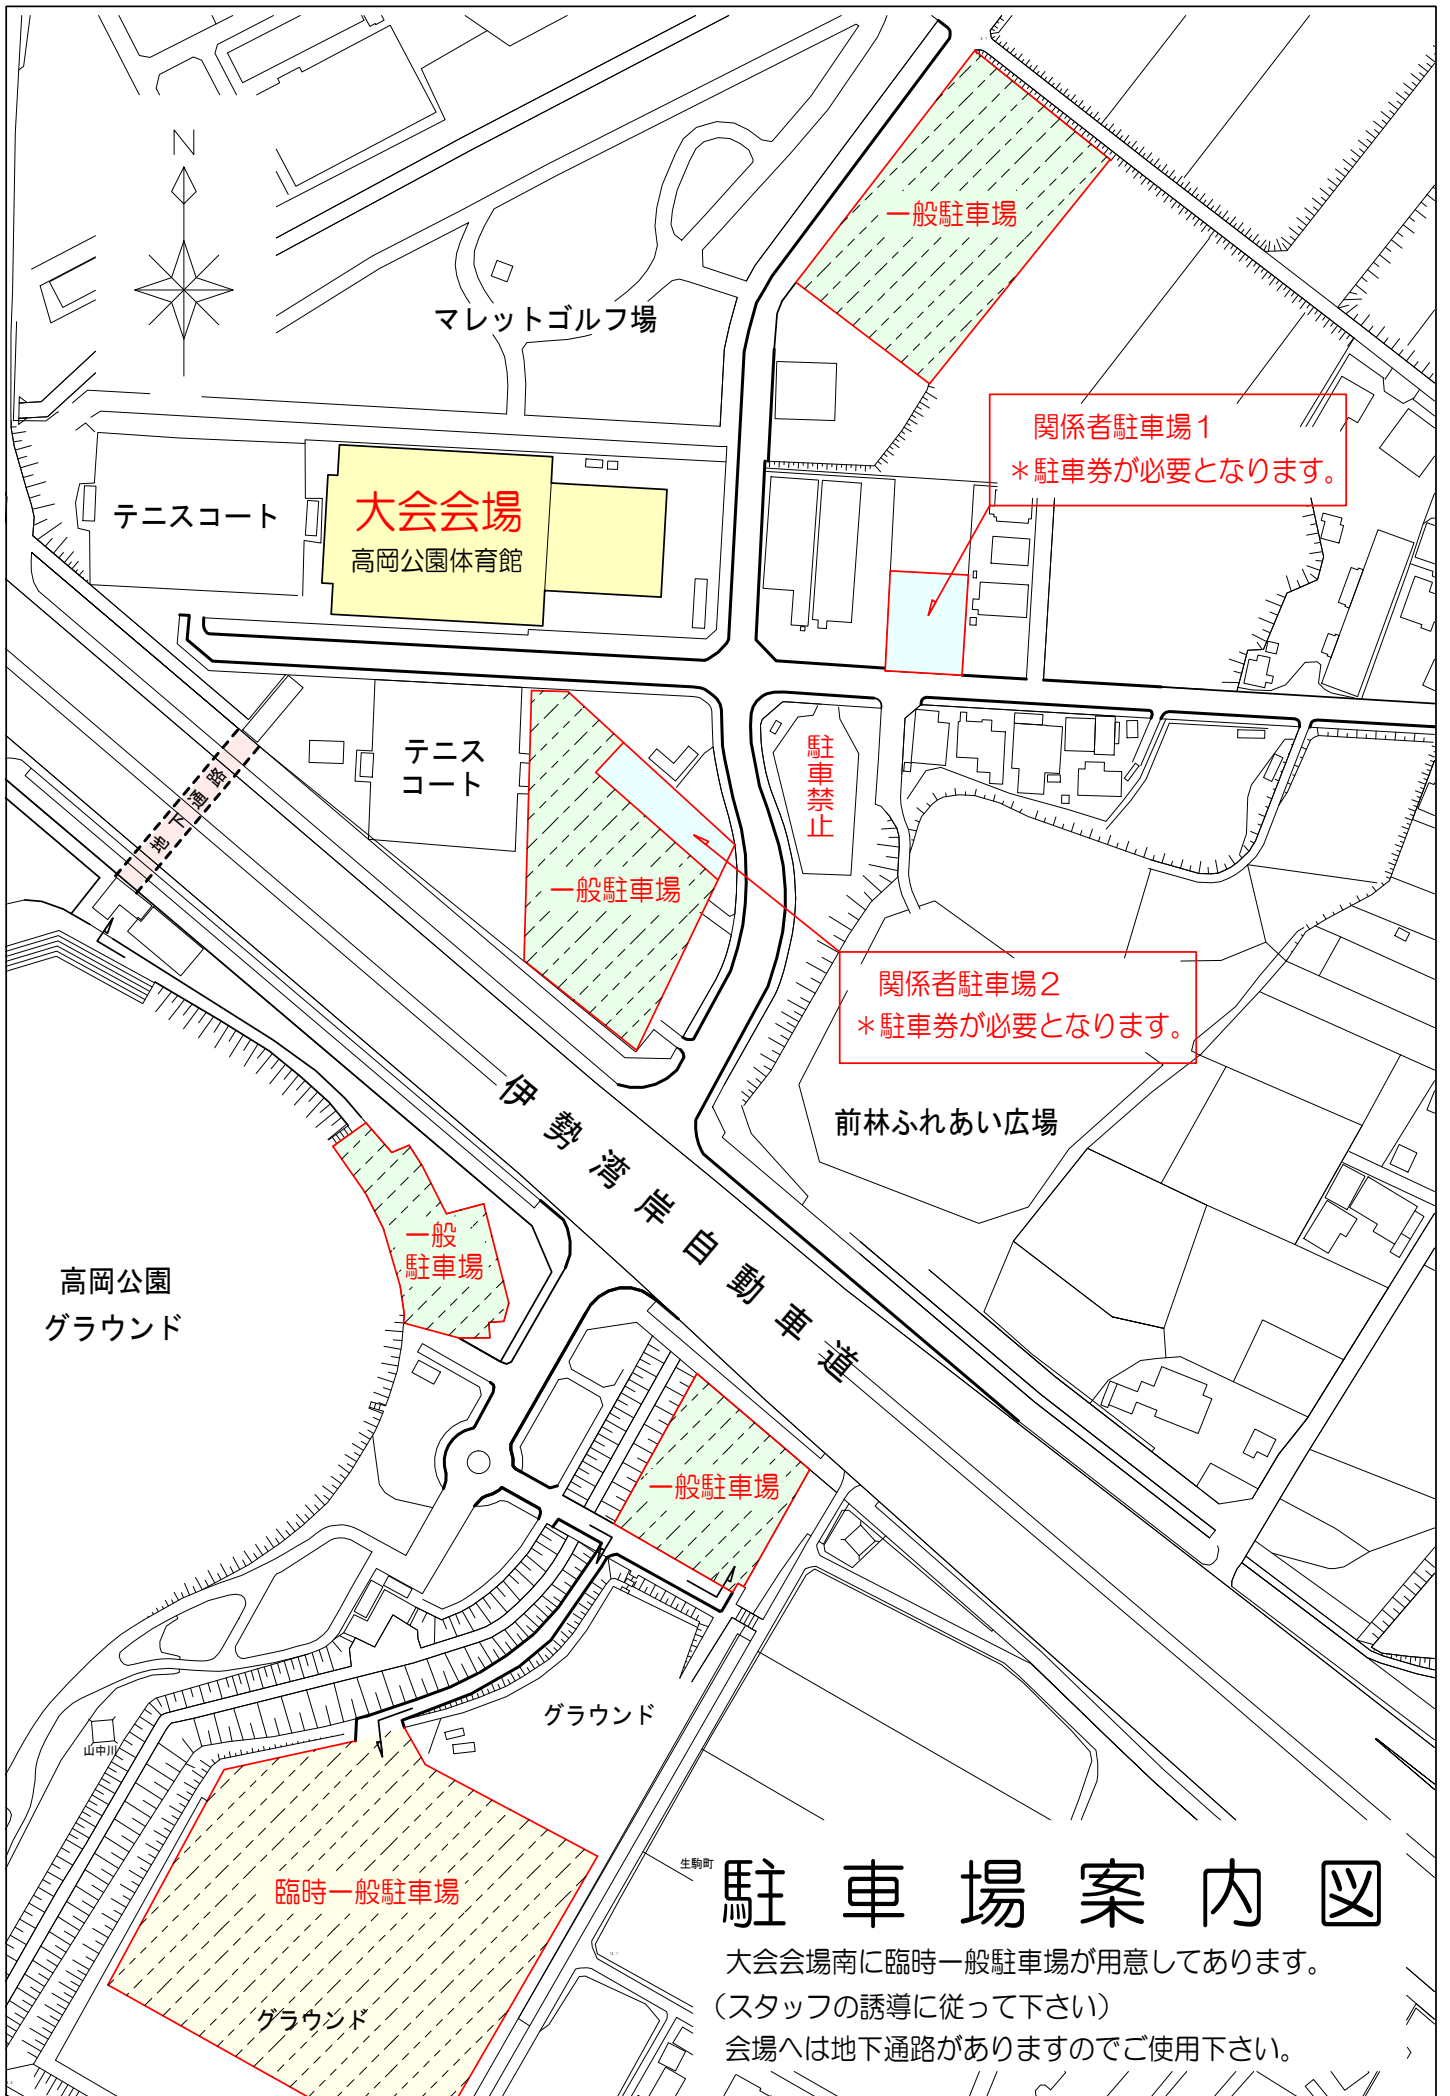 N
一般駐車場
マレットゴルフ場
関係者駐車場1
＊駐車券が必要となります。
テニスコート
大会会場
高岡公園体育館
テニス
コート
駐車禁止
地下通路
一般駐車場
関係者駐車場2
＊駐車券が必要となります。
伊勢湾岸自動車道
前林ふれあい広場
一般
駐車場
高岡公園
グラウンド
一般駐車場
グラウンド
山中川
臨時一般駐車場
グラウンド
生駒町
駐車場案内図
大会会場南に臨時一般駐車場が用意してあります。
（スタッフの誘導に従って下さい）
会場へは地下通路がありますのでご使用下さい。